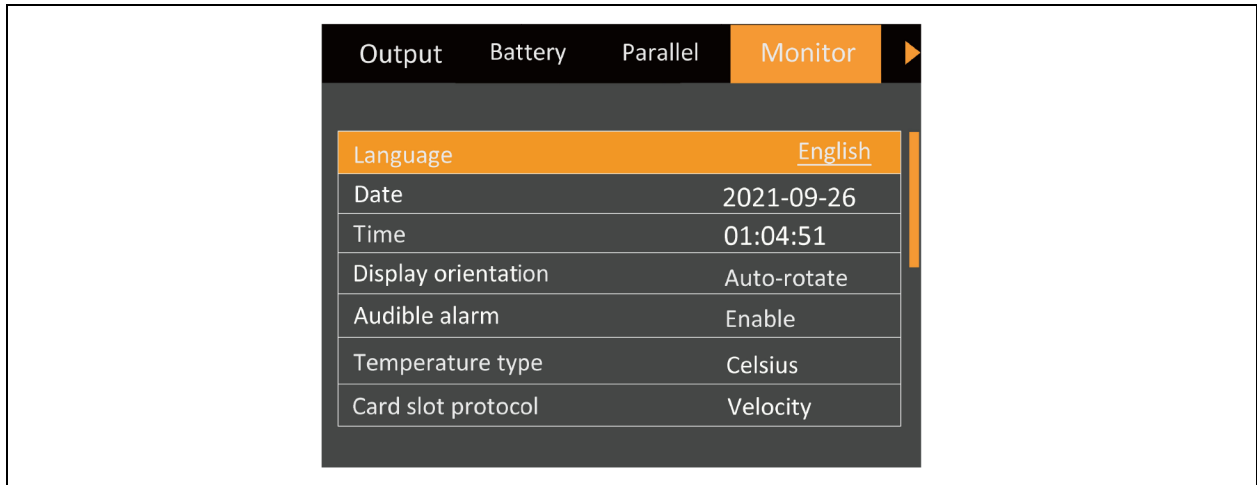 Output Battery Parallel Monitor
Language English
Date 2021-09-26
Time 01:04:51
Display orientation Auto-rotate
Audible alarm Enable
Temperature type Celsius
Card slot protocol Velocity